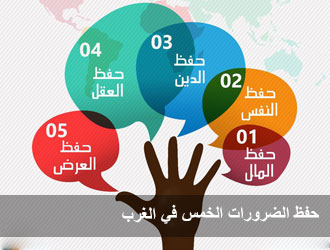 01
حفظ
المال
02
حفظ
النفس
03
حفظ
الدين
04
حفظ
العقل
05
حفظ
العرض
حفظ الضرورات الخمس في الغرب